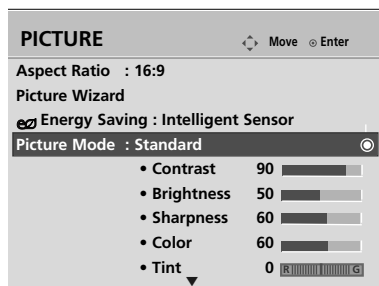 PICTURE Move Enter
Aspect Ratio : 16:9
Picture Wizard
Energy Saving : Intelligent Sensor
Picture Mode : Standard
• Contrast 90
• Brightness 50
• Sharpness 60
• Color 60
• Tint 0 R G